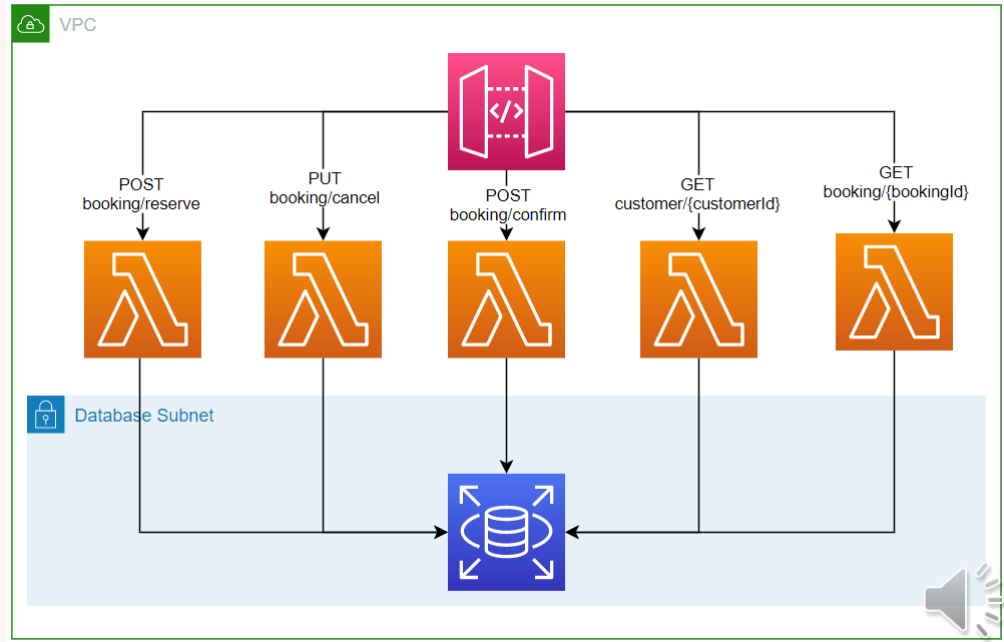 VPC
POST
booking/reserve
PUT
booking/cancel
POST
booking/confirm
GET
customer/{customerId}
GET
booking/{bookingId}
</>
Database Subnet